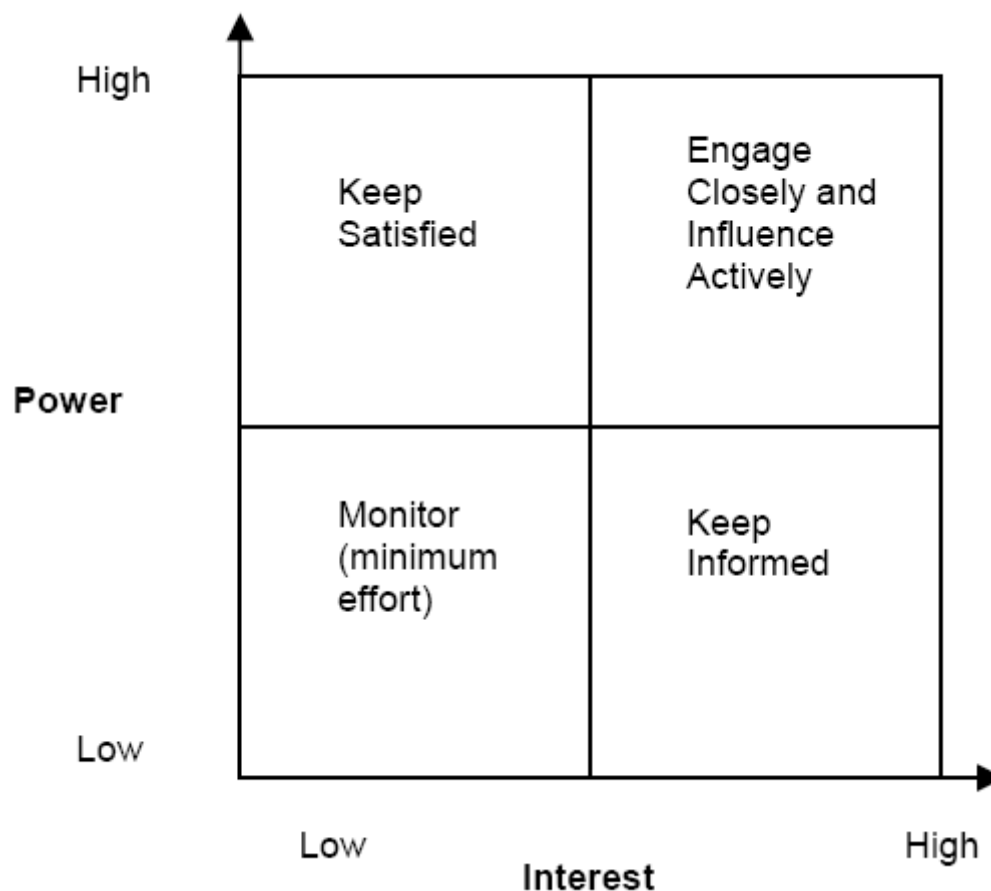 High
Keep
Satisfied
Engage
Closely and
Influence
Actively
Power
Monitor
(minimum
effort)
Keep
Informed
Low
Low
High
Interest